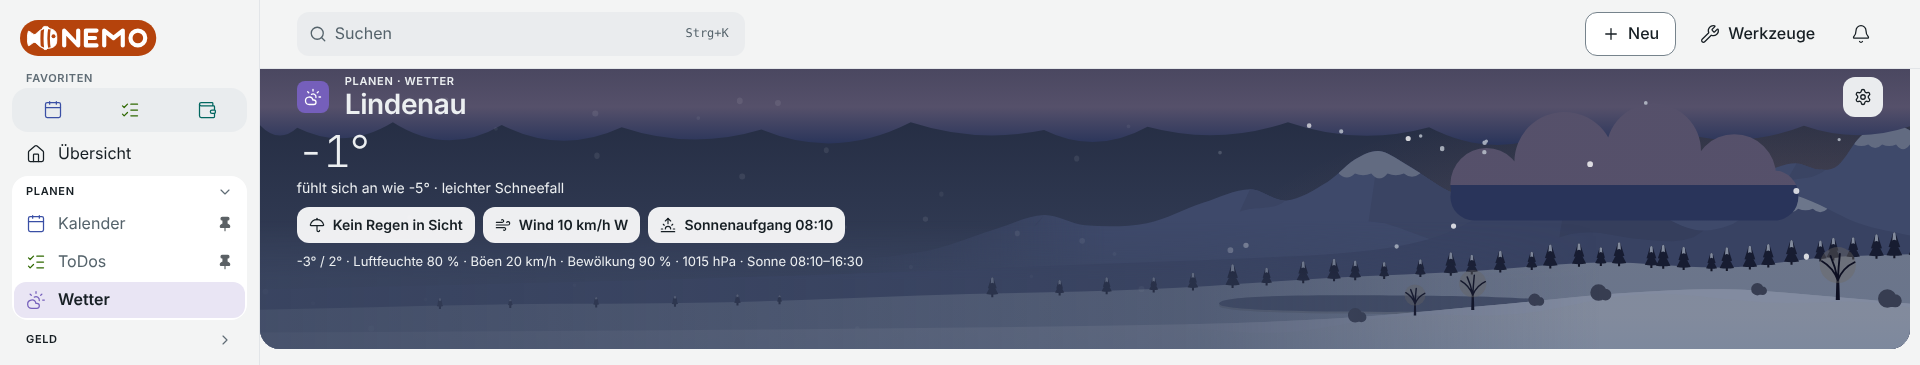 NEMO
FAVORITEN
Übersicht
PLANEN
Kalender
ToDos
Wetter
GELD
Suchen Strg+K
Neu
Werkzeuge
PLANEN · WETTER
Lindenau
-1°
fühlt sich an wie -5° · leichter Schneefall
Kein Regen in Sicht
Wind 10 km/h W
Sonnenaufgang 08:10
-3° / 2° · Luftfeuchte 80 % · Böen 20 km/h · Bewölkung 90 % · 1015 hPa · Sonne 08:10–16:30